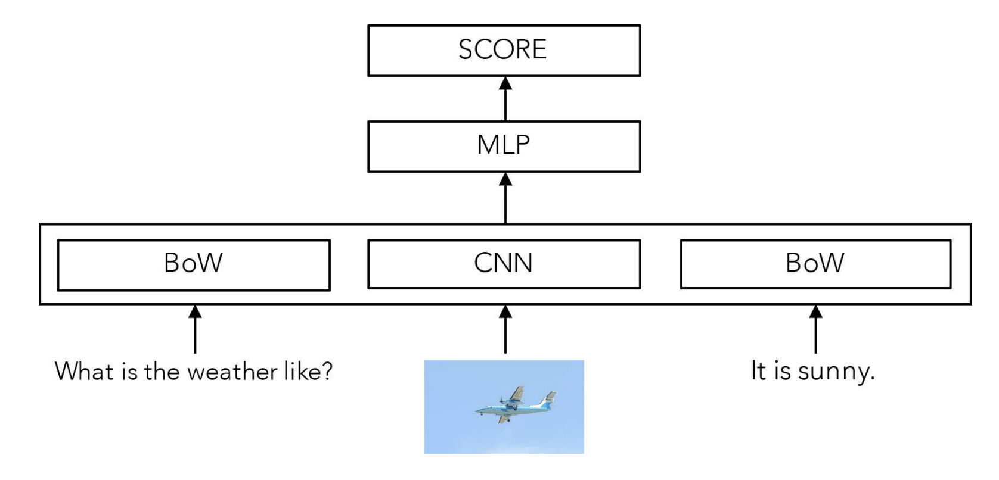 SCORE
MLP
BoW
CNN
BoW
What is the weather like?
It is sunny.